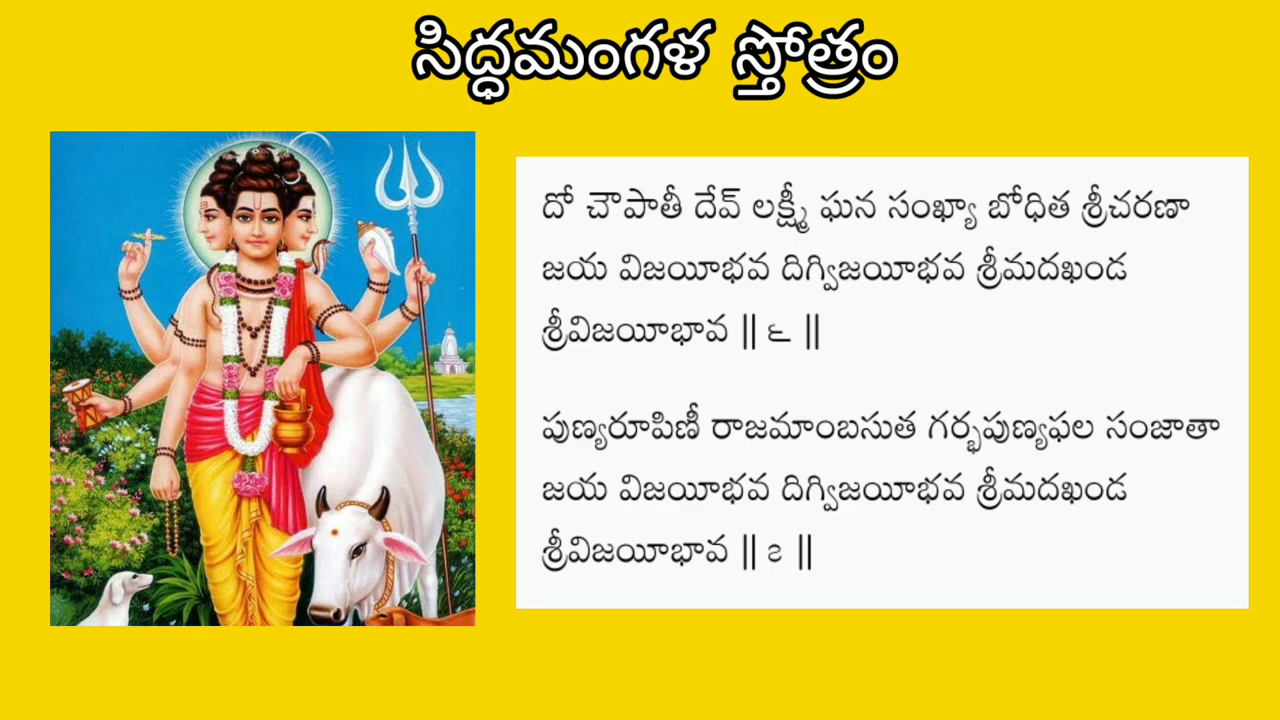 సిద్ధమంగళ స్తోత్రం
దో చౌపాతీ దేవ్ లక్ష్మీ ఘన సంఖ్యా బోధిత శ్రీచరణా
జయ విజయీభవ దిగ్విజయీభవ శ్రీమదఖండ
శ్రీవిజయీభావ || ౬ ||
పుణ్యరూపిణీ రాజమాంబసుత గర్భపుణ్యఫల సంజాతా
జయ విజయీభవ దిగ్విజయీభవ శ్రీమదఖండ
శ్రీవిజయీభావ || ౭ ||